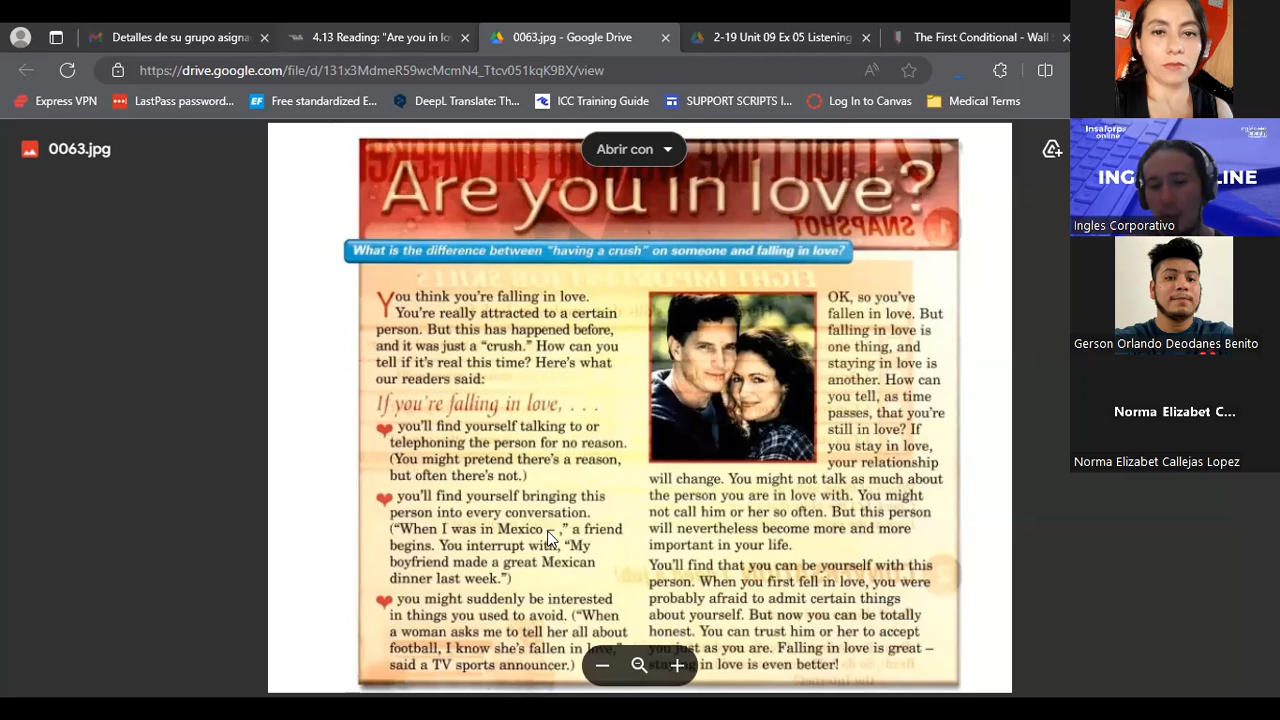 Detalles de su grupo asigna
4.13 Reading: "Are you in lo
0063.jpg - Google Drive
2-19 Unit 09 Ex 05 Listening
The First Conditional - Wall
https://drive.google.com/file/d/131x3MdmeR59wcMcmN4_Ttcv051kqK9BX/view
Express VPN
LastPass password...
Free standardized E...
DeepL Translate: Th...
ICC Training Guide
SUPPORT SCRIPTS I...
Log In to Canvas
Medical Terms
0063.jpg
Abrir con
Are you in love?
SNAPSHOT
What is the difference between "having a crush" on someone and falling in love?
EIGHT IMPORTANT JOB SKILLS
You think you're falling in love.
You're really attracted to a certain
person. But this has happened before,
and it was just a "crush." How can you
tell if it's real this time? Here's what
our readers said:
If you're falling in love, . . .
you'll find yourself talking to or
telephoning the person for no reason.
(You might pretend there's a reason,
but often there's not.)
you'll find yourself bringing this
person into every conversation.
("When I was in Mexico – ," a friend
begins. You interrupt with, "My
boyfriend made a great Mexican
dinner last week.")
you might suddenly be interested
in things you used to avoid. ("When
a woman asks me to tell her all about
football, I know she's fallen in love,"
said a TV sports announcer.)
OK, so you've
fallen in love. But
falling in love is
one thing, and
staying in love is
another. How can
you tell, as time
passes, that you're
still in love? If
you stay in love,
your relationship
will change. You might not talk as much about
the person you are in love with. You might
not call him or her so often. But this person
will nevertheless become more and more
important in your life.
You'll find that you can be yourself with this
person. When you first fell in love, you were
probably afraid to admit certain things
about yourself. But now you can be totally
honest. You can trust him or her to accept
you just as you are. Falling in love is great –
staying in love is even better!
Insaforp
online
ING
LINE
Ingles Corporativo
Gerson Orlando Deodanes Benito
Norma Elizabet C...
Norma Elizabet Callejas Lopez